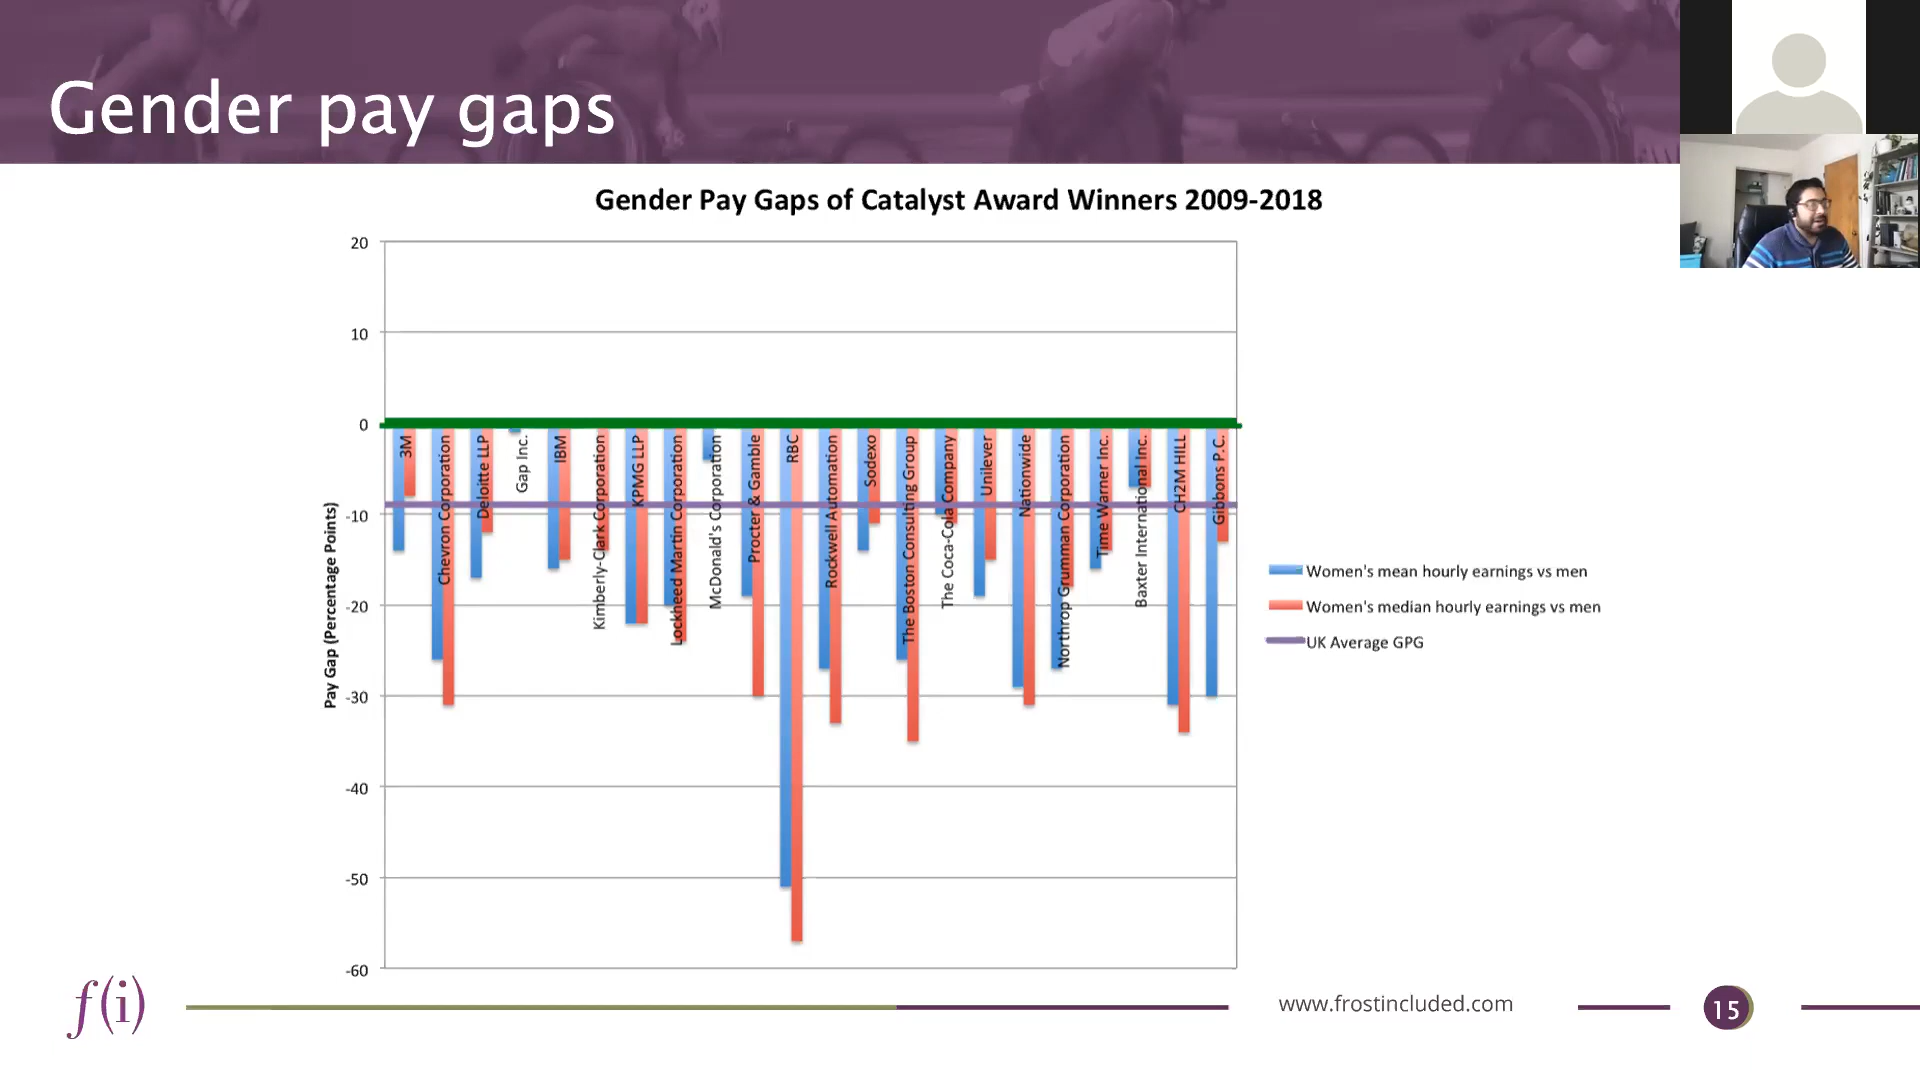 Gender pay gaps
Gender Pay Gaps of Catalyst Award Winners 2009-2018
Pay Gap (Percentage Points)
20
10
0
-10
-20
-30
-40
-50
-60
3M
Chevron Corporation
Deloitte LLP
Gap Inc.
IBM
Kimberly-Clark Corporation
KPMG LLP
Lockheed Martin Corporation
McDonald's Corporation
Procter & Gamble
RBC
Rockwell Automation
Sodexo
The Boston Consulting Group
The Coca-Cola Company
Unilever
Nationwide
Northrop Grumman Corporation
Time Warner Inc.
Baxter International Inc.
CH2M HILL
Gibbons P.C.
Women's mean hourly earnings vs men
Women's median hourly earnings vs men
UK Average GPG
f(i)
www.frostincluded.com
15